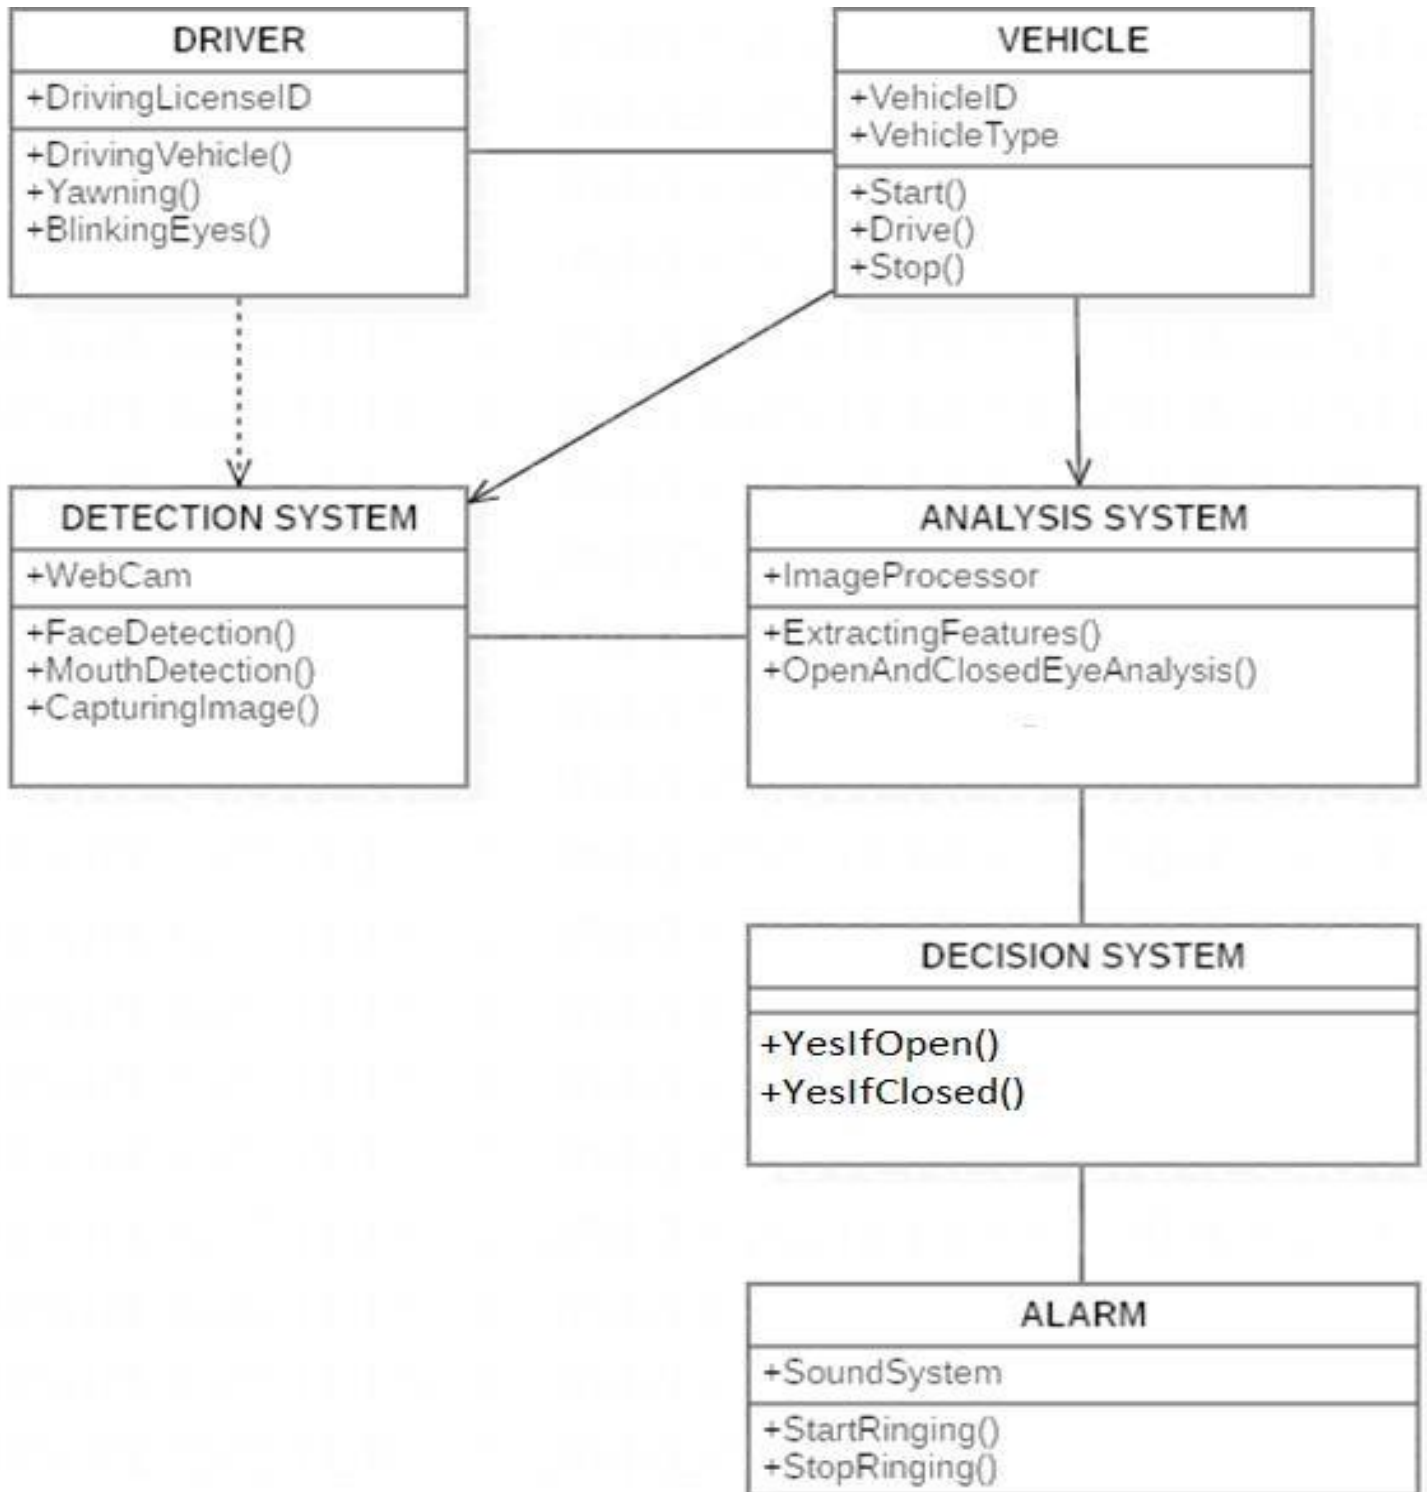 DRIVER
+DrivingLicenseID
+DrivingVehicle()
+Yawning()
+BlinkingEyes()
VEHICLE
+VehicleID
+VehicleType
+Start()
+Drive()
+Stop()
DETECTION SYSTEM
+WebCam
+FaceDetection()
+MouthDetection()
+CapturingImage()
ANALYSIS SYSTEM
+ImageProcessor
+ExtractingFeatures()
+OpenAndClosedEyeAnalysis()
DECISION SYSTEM
+YesIfOpen()
+YesIfClosed()
ALARM
+SoundSystem
+StartRinging()
+StopRinging()